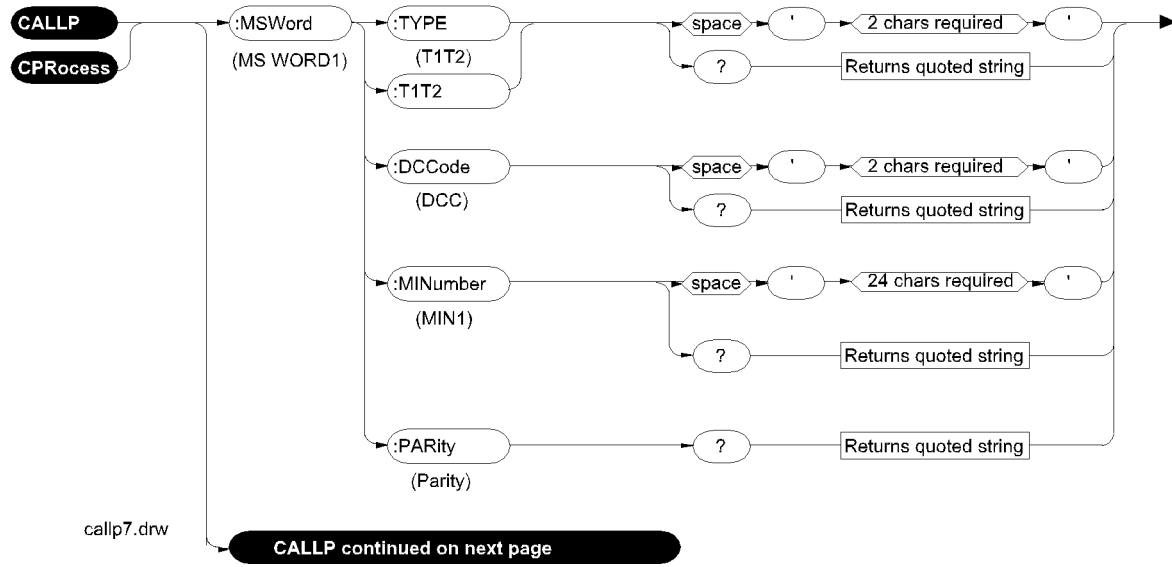 CALLP :MSWord :TYPE space ' 2 chars required '
CPRocess (MS WORD1) (T1T2) ? Returns quoted string
:T1T2
:DCCode space ' 2 chars required '
(DCC) ? Returns quoted string
:MINumber space ' 24 chars required '
(MIN1)
? Returns quoted string
:PARity ? Returns quoted string
(Parity)
callp7.drw
CALLP continued on next page